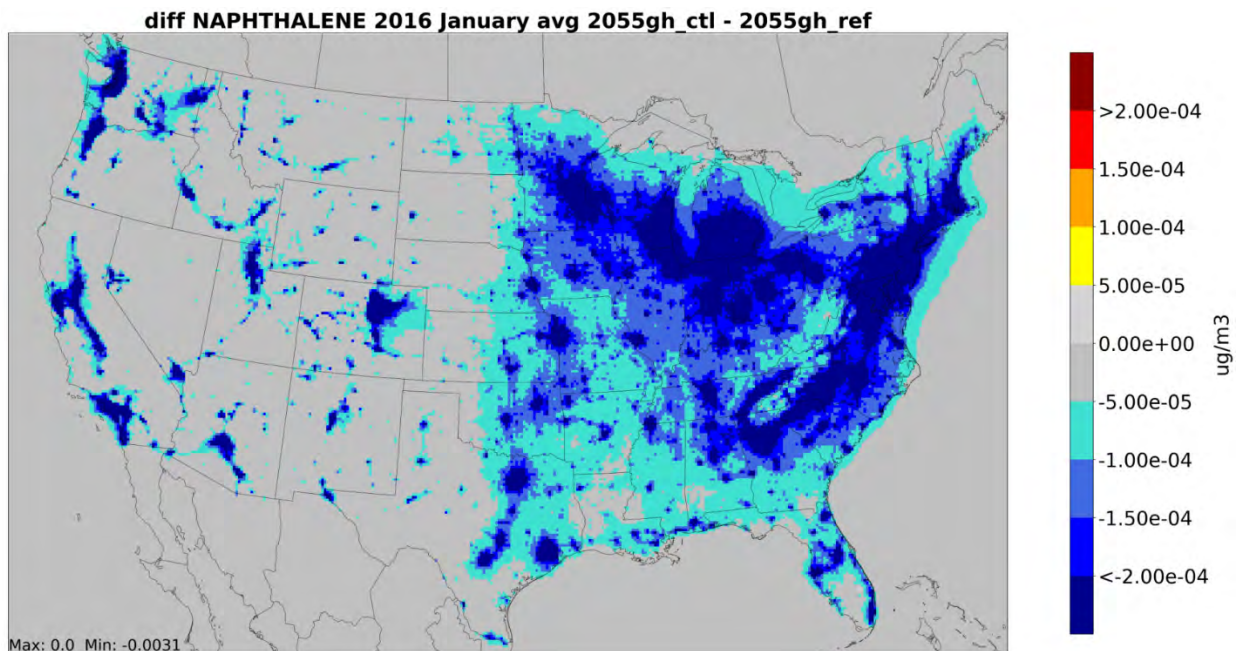 diff NAPHTHALENE 2016 January avg 2055gh_ctl - 2055gh_ref
>2.00e-04
1.50e-04
1.00e-04
5.00e-05
0.00e+00
-5.00e-05
-1.00e-04
-1.50e-04
<-2.00e-04
ug/m3
Max: 0.0 Min: -0.0031